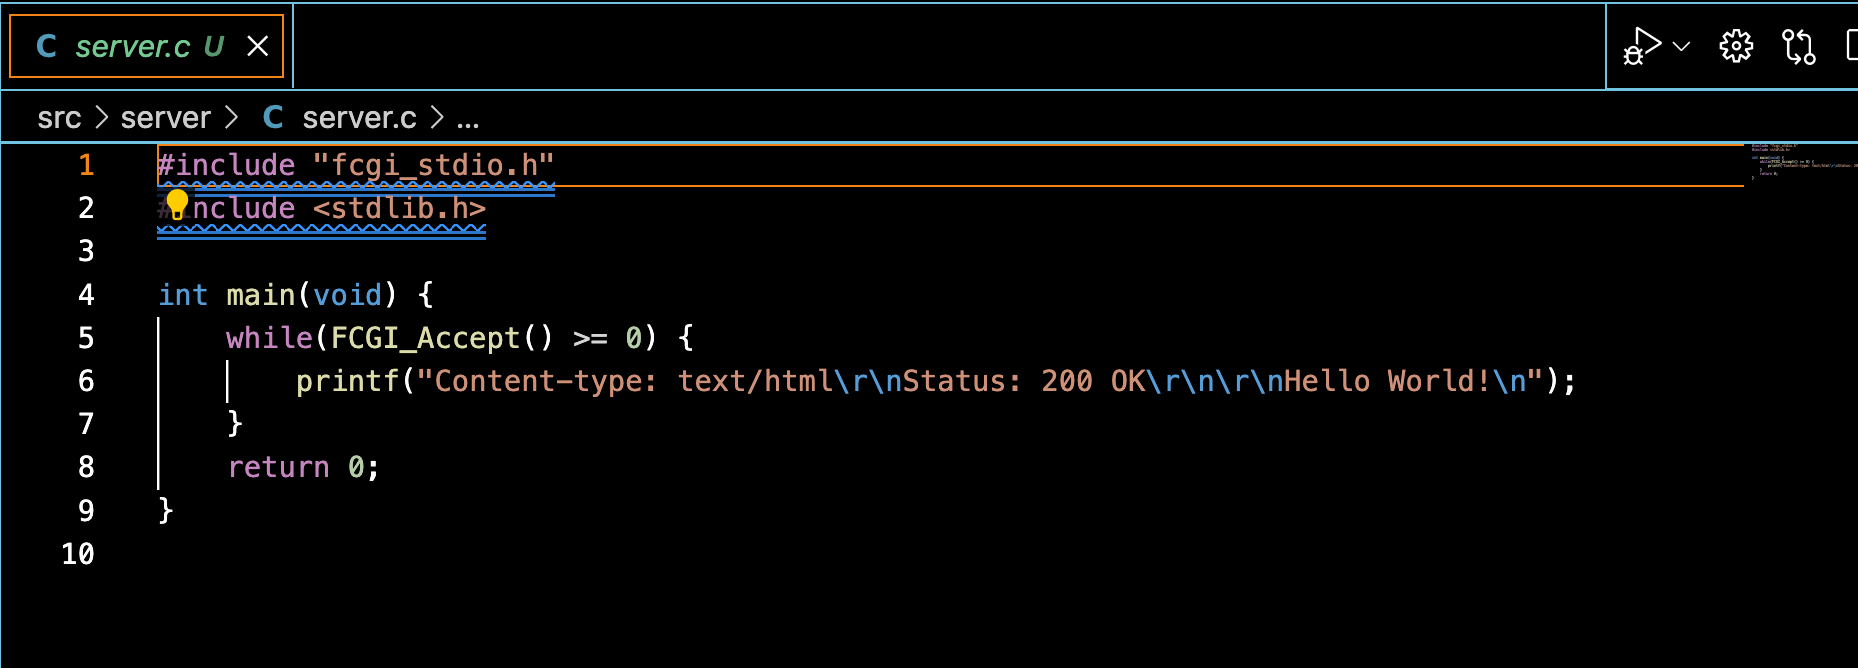 C server.c U
src > server > C server.c > ...
1 #include "fcgi_stdio.h"
2 #include <stdlib.h>
3
4 int main(void) {
5     while(FCGI_Accept() >= 0) {
6         printf("Content-type: text/html\r\nStatus: 200 OK\r\n\r\nHello World!\n");
7     }
8     return 0;
9 }
10